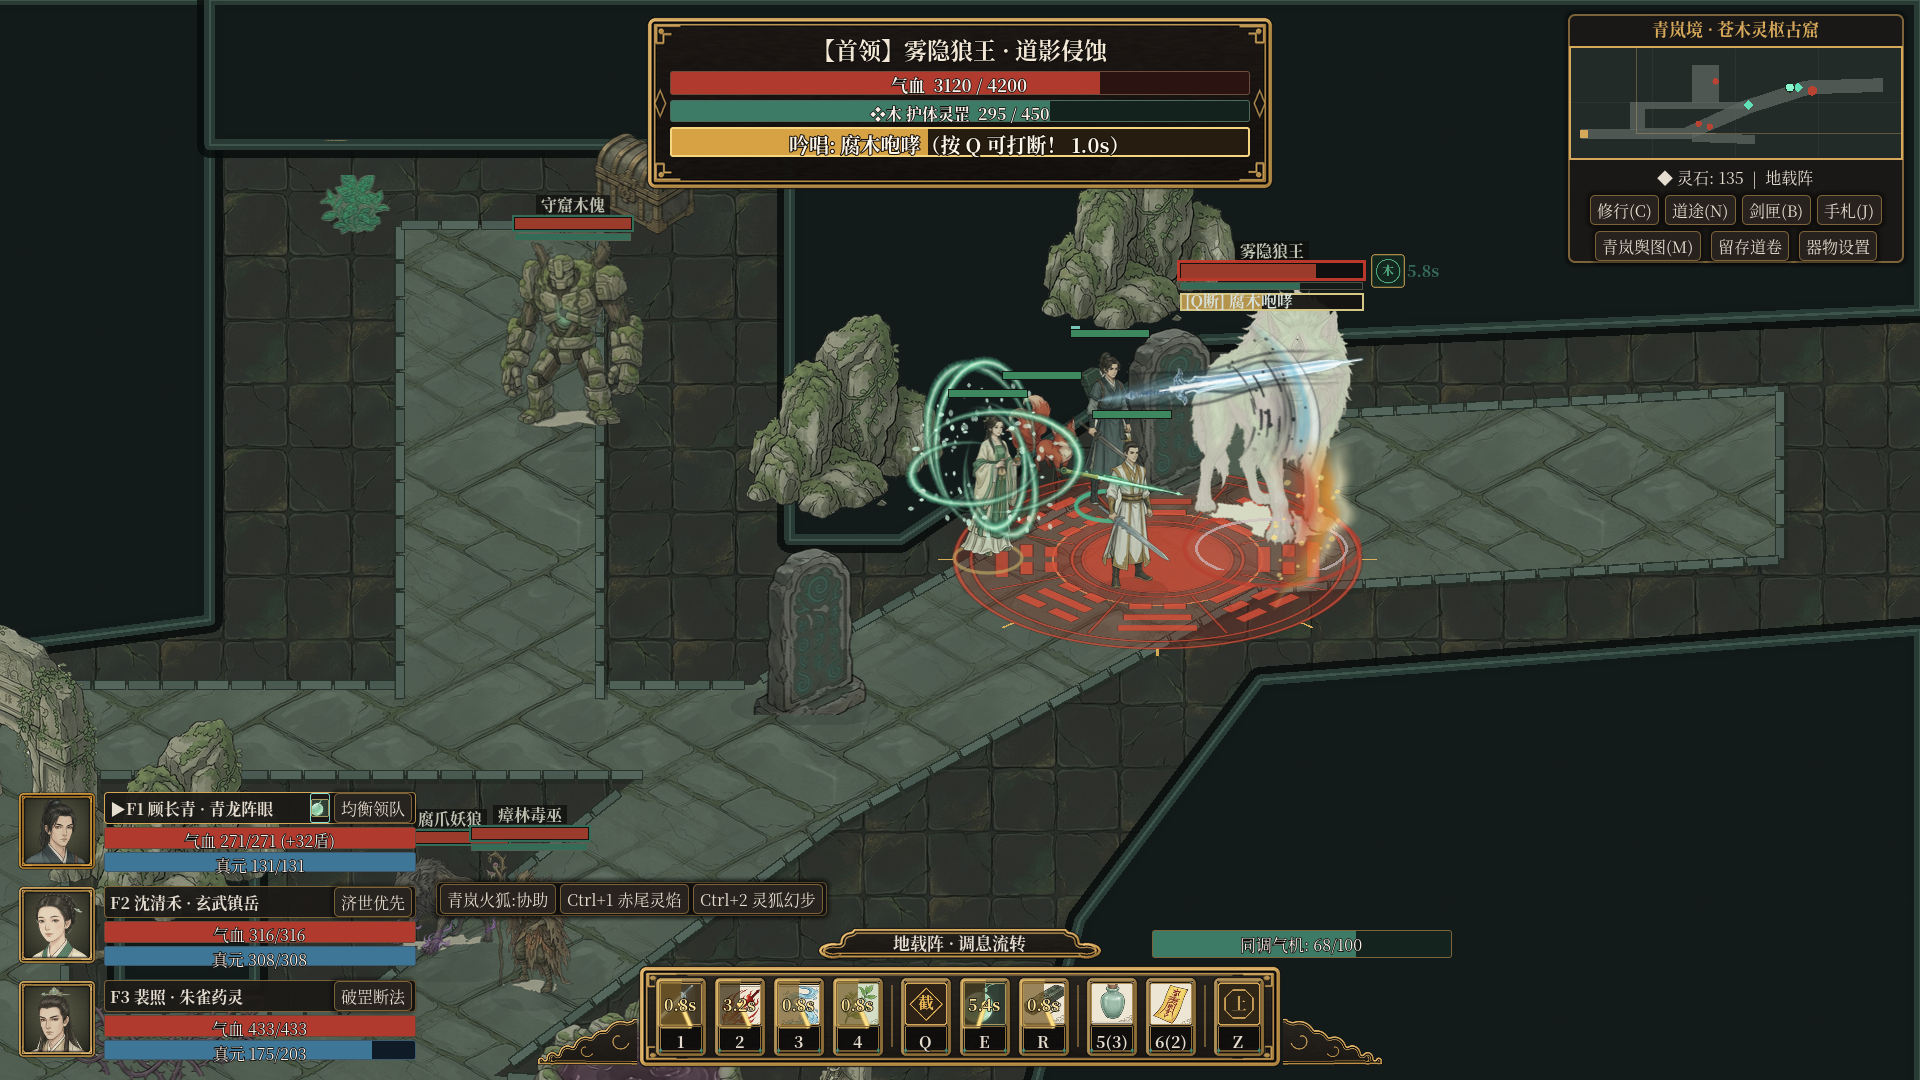 【首领】雾隐狼王 · 道影侵蚀
气血 3120 / 4200
❖木 护体灵罡 295 / 450
吟唱: 腐木咆哮（按 Q 可打断！ 1.0s）
青岚境 · 苍木灵枢古窟
◆ 灵石: 135 | 地载阵
修行(C)
道途(N)
剑匣(B)
手札(J)
青岚舆图(M)
留存道卷
器物设置
守窟木傀
雾隐狼王
木 5.8s
[Q断] 腐木咆哮
腐爪妖狼
瘴林毒巫
▶F1 顾长青 · 青龙阵眼
均衡领队
气血 271/271 (+32盾)
真元 131/131
F2 沈清禾 · 玄武镇岳
济世优先
气血 316/316
真元 308/308
F3 裴照 · 朱雀药灵
破罡断法
气血 433/433
真元 175/203
青岚火狐:协助
Ctrl+1 赤尾灵焰
Ctrl+2 灵狐幻步
地载阵 · 调息流转
同调气机: 68/100
0.8s
3.2s
0.8s
0.8s
截
5.4s
0.8s
上
1
2
3
4
Q
E
R
5(3)
6(2)
Z